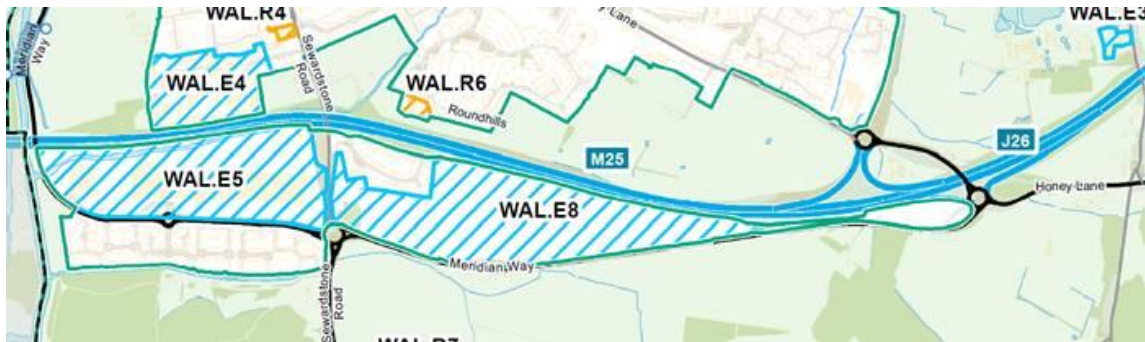 WAL.R4
WAL.E3
Meridian
Way
Sewardstone
Road
Lane
WAL.E4
WAL.R6
Roundhills
M25
J26
WAL.E5
Honey Lane
WAL.E8
Meridian Way
Sewardstone
Road